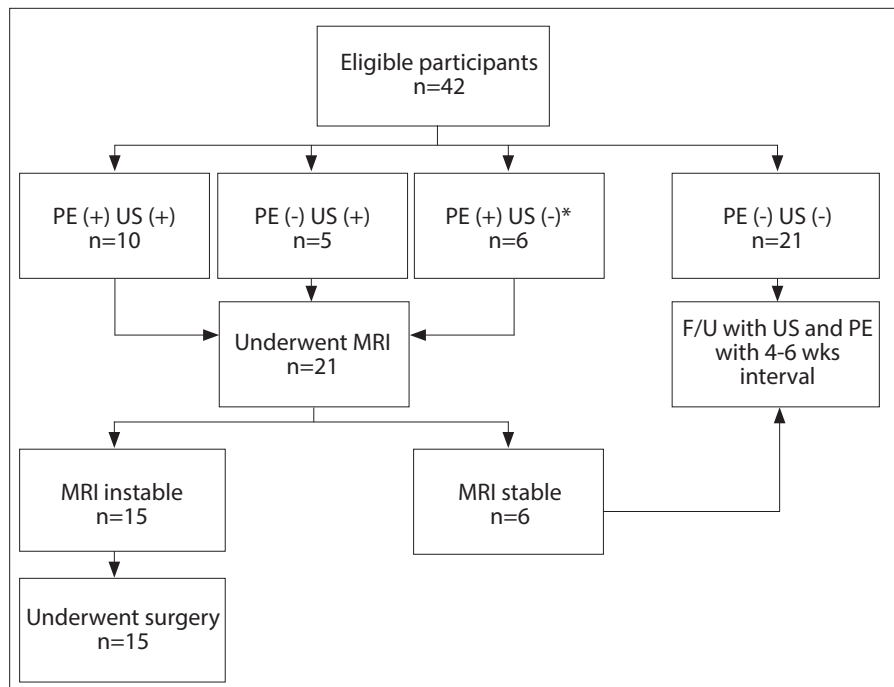 Eligible participants
n=42
PE (+) US (+)
n=10
PE (-) US (+)
n=5
PE (+) US (-)*
n=6
PE (-) US (-)
n=21
Underwent MRI
n=21
F/U with US and PE
with 4-6 wks
interval
MRI instable
n=15
MRI stable
n=6
Underwent surgery
n=15